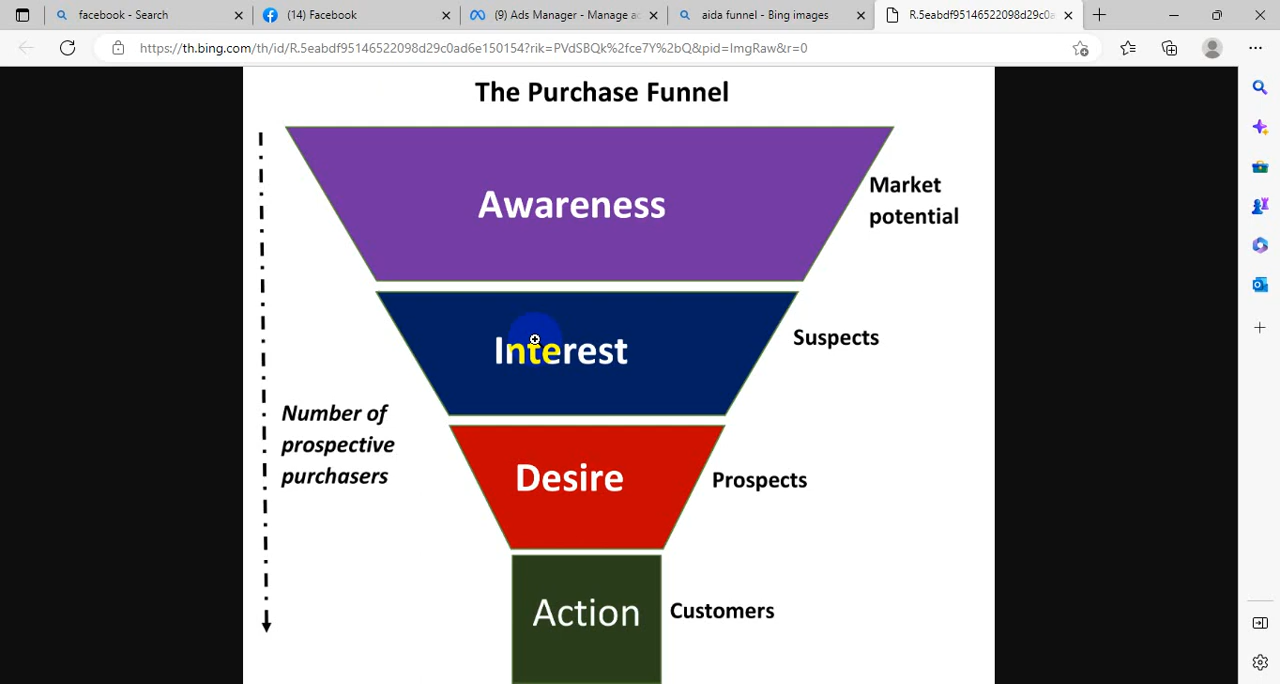 facebook - Search
(14) Facebook
(9) Ads Manager - Manage ad
aida funnel - Bing images
R.5eabdf95146522098d29c0a
https://th.bing.com/th/id/R.5eabdf95146522098d29c0ad6e150154?rik=PVdSBQk%2fce7Y%2bQ&pid=ImgRaw&r=0
The Purchase Funnel
Awareness
Market
potential
Interest
Suspects
Number of
prospective
purchasers
Desire
Prospects
Action
Customers